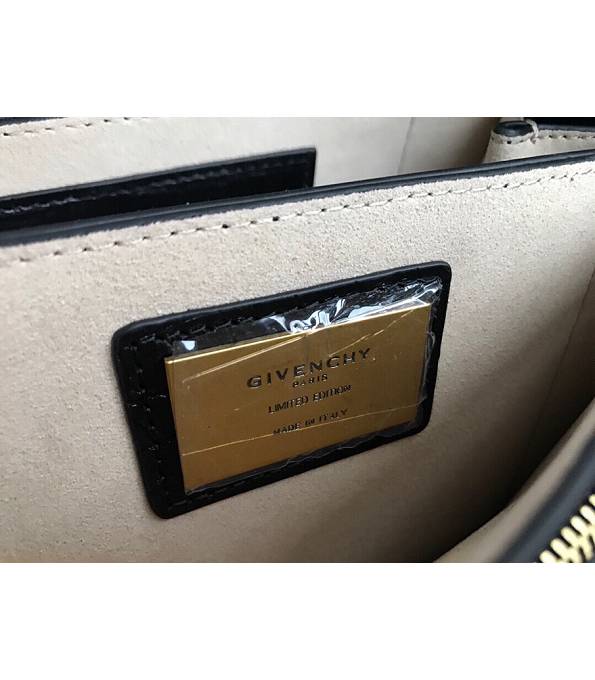 GIVENCHY
PARIS
LIMITED EDITION
MADE IN ITALY